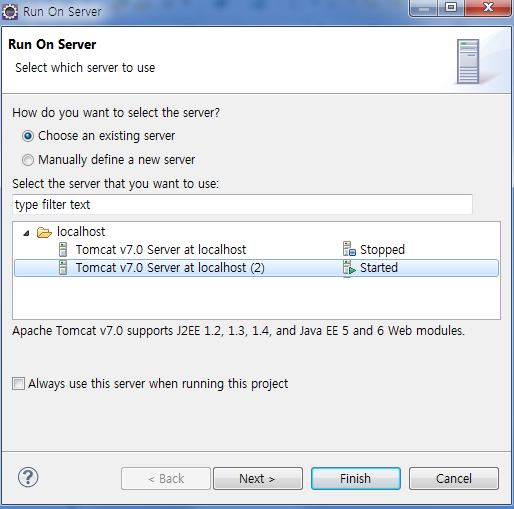 Run On Server
Run On Server
Select which server to use
How do you want to select the server?
Choose an existing server
Manually define a new server
Select the server that you want to use:
type filter text
localhost
Tomcat v7.0 Server at localhost Stopped
Tomcat v7.0 Server at localhost (2) Started
Apache Tomcat v7.0 supports J2EE 1.2, 1.3, 1.4, and Java EE 5 and 6 Web modules.
Always use this server when running this project
? < Back Next > Finish Cancel